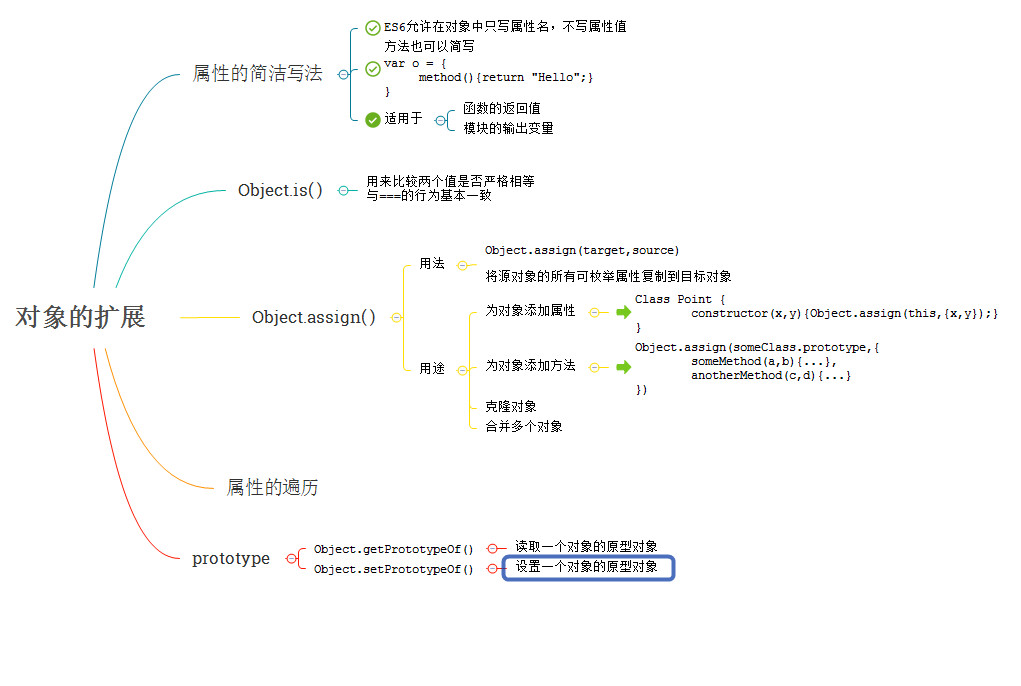 对象的扩展
属性的简洁写法
ES6允许在对象中只写属性名，不写属性值
方法也可以简写
var o = {
method(){return "Hello";}
}
适用于
函数的返回值
模块的输出变量
Object.is()
用来比较两个值是否严格相等
与===的行为基本一致
Object.assign()
用法
Object.assign(target,source)
将源对象的所有可枚举属性复制到目标对象
用途
为对象添加属性
Class Point {
constructor(x,y){Object.assign(this,{x,y});}
}
为对象添加方法
Object.assign(someClass.prototype,{
someMethod(a,b){...},
anotherMethod(c,d){...}
})
克隆对象
合并多个对象
属性的遍历
prototype
Object.getPrototypeOf()
读取一个对象的原型对象
Object.setPrototypeOf()
设置一个对象的原型对象